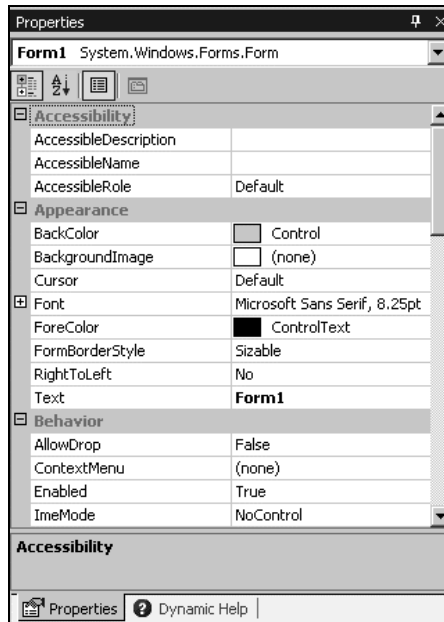 Properties
Form1 System.Windows.Forms.Form
A
Z
Accessibility
AccessibleDescription
AccessibleName
AccessibleRole Default
Appearance
BackColor Control
BackgroundImage (none)
Cursor Default
Font Microsoft Sans Serif, 8.25pt
ForeColor ControlText
FormBorderStyle Sizable
RightToLeft No
Text Form1
Behavior
AllowDrop False
ContextMenu (none)
Enabled True
ImeMode NoControl
Accessibility
Properties ? Dynamic Help